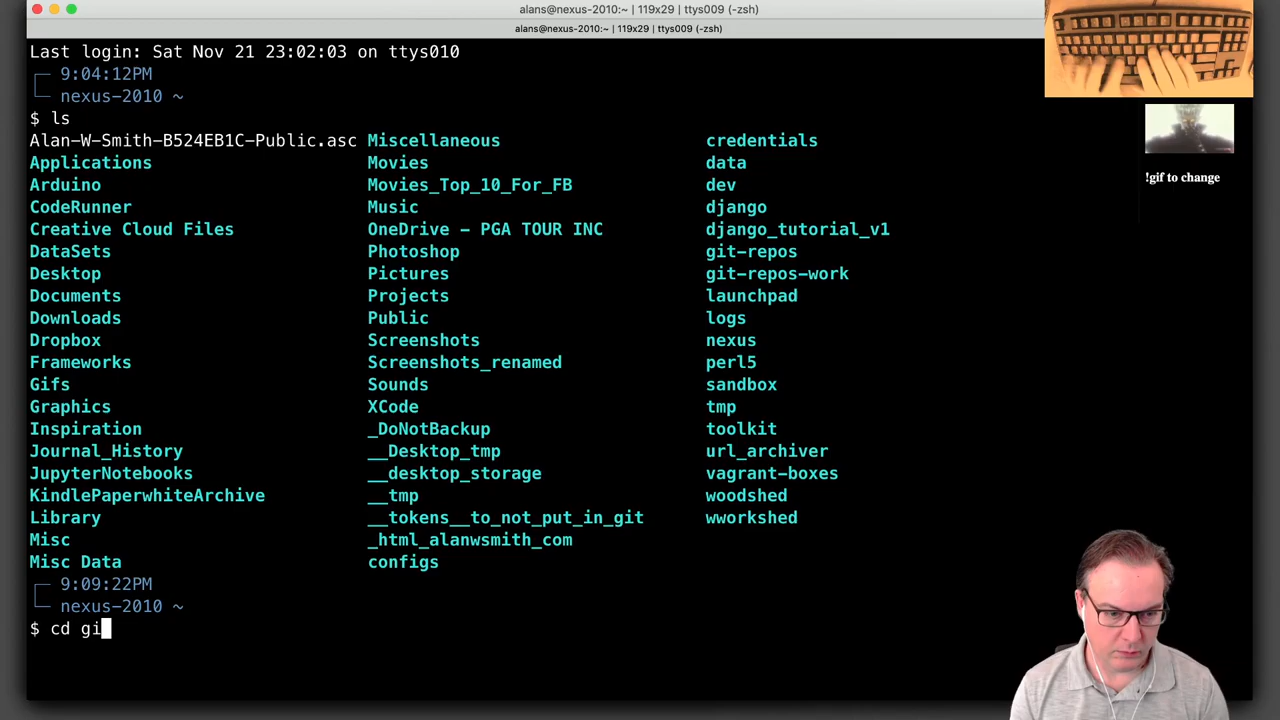 alans@nexus-2010:~ | 119x29 | ttys009 (-zsh)
alans@nexus-2010:~ | 119x29 | ttys009 (-zsh)
Last login: Sat Nov 21 23:02:03 on ttys010
9:04:12PM
nexus-2010 ~
$ ls
Alan-W-Smith-B524EB1C-Public.asc Miscellaneous credentials
Applications Movies data
Arduino Movies_Top_10_For_FB dev
CodeRunner Music django
Creative Cloud Files OneDrive - PGA TOUR INC django_tutorial_v1
DataSets Photoshop git-repos
Desktop Pictures git-repos-work
Documents Projects launchpad
Downloads Public logs
Dropbox Screenshots nexus
Frameworks Screenshots_renamed perl5
Gifs Sounds sandbox
Graphics XCode tmp
Inspiration _DoNotBackup toolkit
Journal_History __Desktop_tmp url_archiver
JupyterNotebooks __desktop_storage vagrant-boxes
KindlePaperwhiteArchive __tmp woodshed
Library __tokens__to_not_put_in_git wworkshed
Misc _html_alanwsmith_com
Misc Data configs
9:09:22PM
nexus-2010 ~
$ cd gi
!gif to change